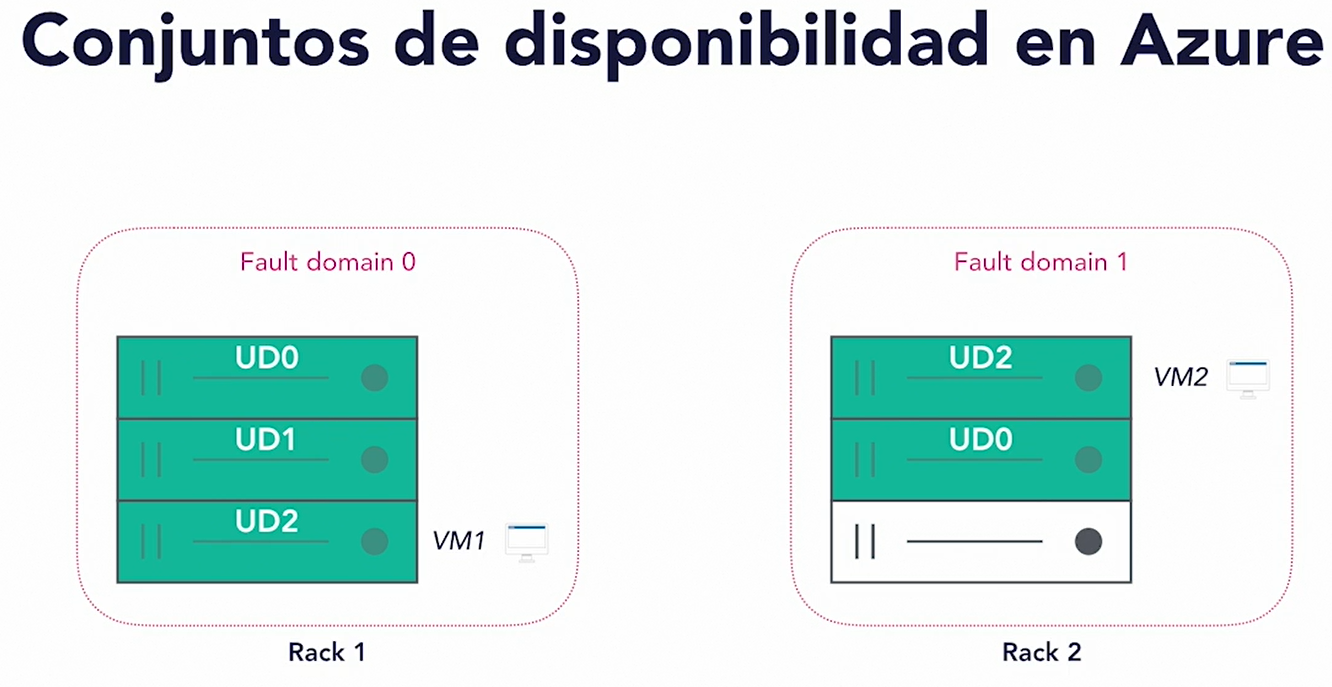 Conjuntos de disponibilidad en Azure
Fault domain 0
UD0
UD1
UD2
VM1
Rack 1
Fault domain 1
UD2
VM2
UD0
Rack 2